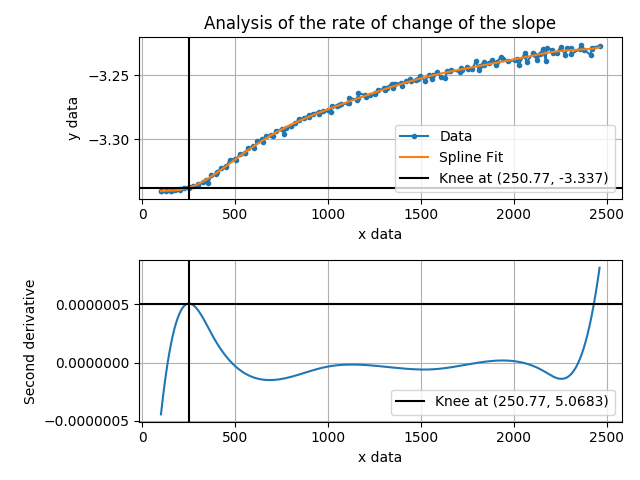 Analysis of the rate of change of the slope
y data
−3.25
−3.30
Data
Spline Fit
Knee at (250.77, -3.337)
0 500 1000 1500 2000 2500
x data
Second derivative
0.0000005
0.0000000
−0.0000005
Knee at (250.77, 5.0683)
0 500 1000 1500 2000 2500
x data